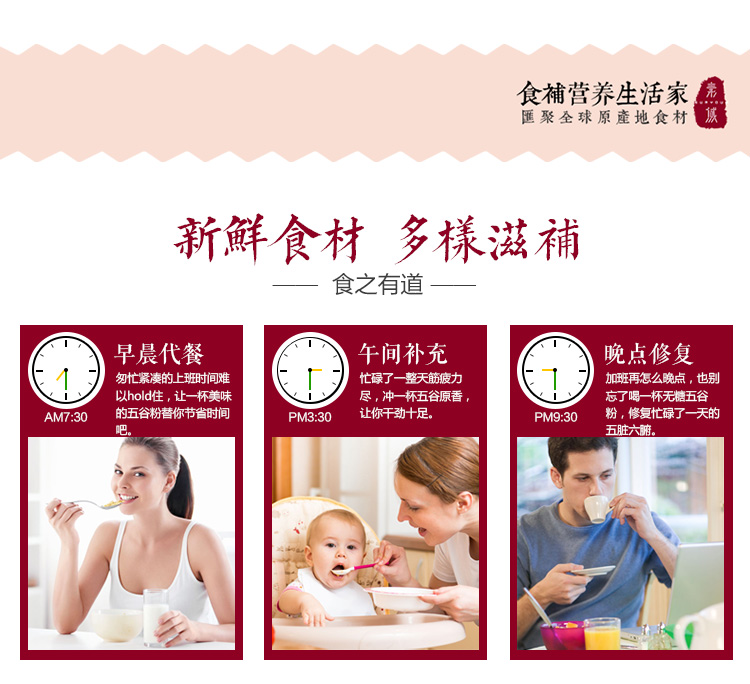 食補营养生活家
匯聚全球原產地食材
新鮮食材 多樣滋補
食之有道
早晨代餐
匆忙紧凑的上班时间难
以hold住，让一杯美味
的五谷粉替你节省时间
吧。
AM7:30
午间补充
忙碌了一整天筋疲力
尽，冲一杯五谷原香，
让你干劲十足。
PM3:30
晚点修复
加班再怎么晚点，也别
忘了喝一杯无糖五谷
粉，修复忙碌了一天的
五脏六腑。
PM9:30